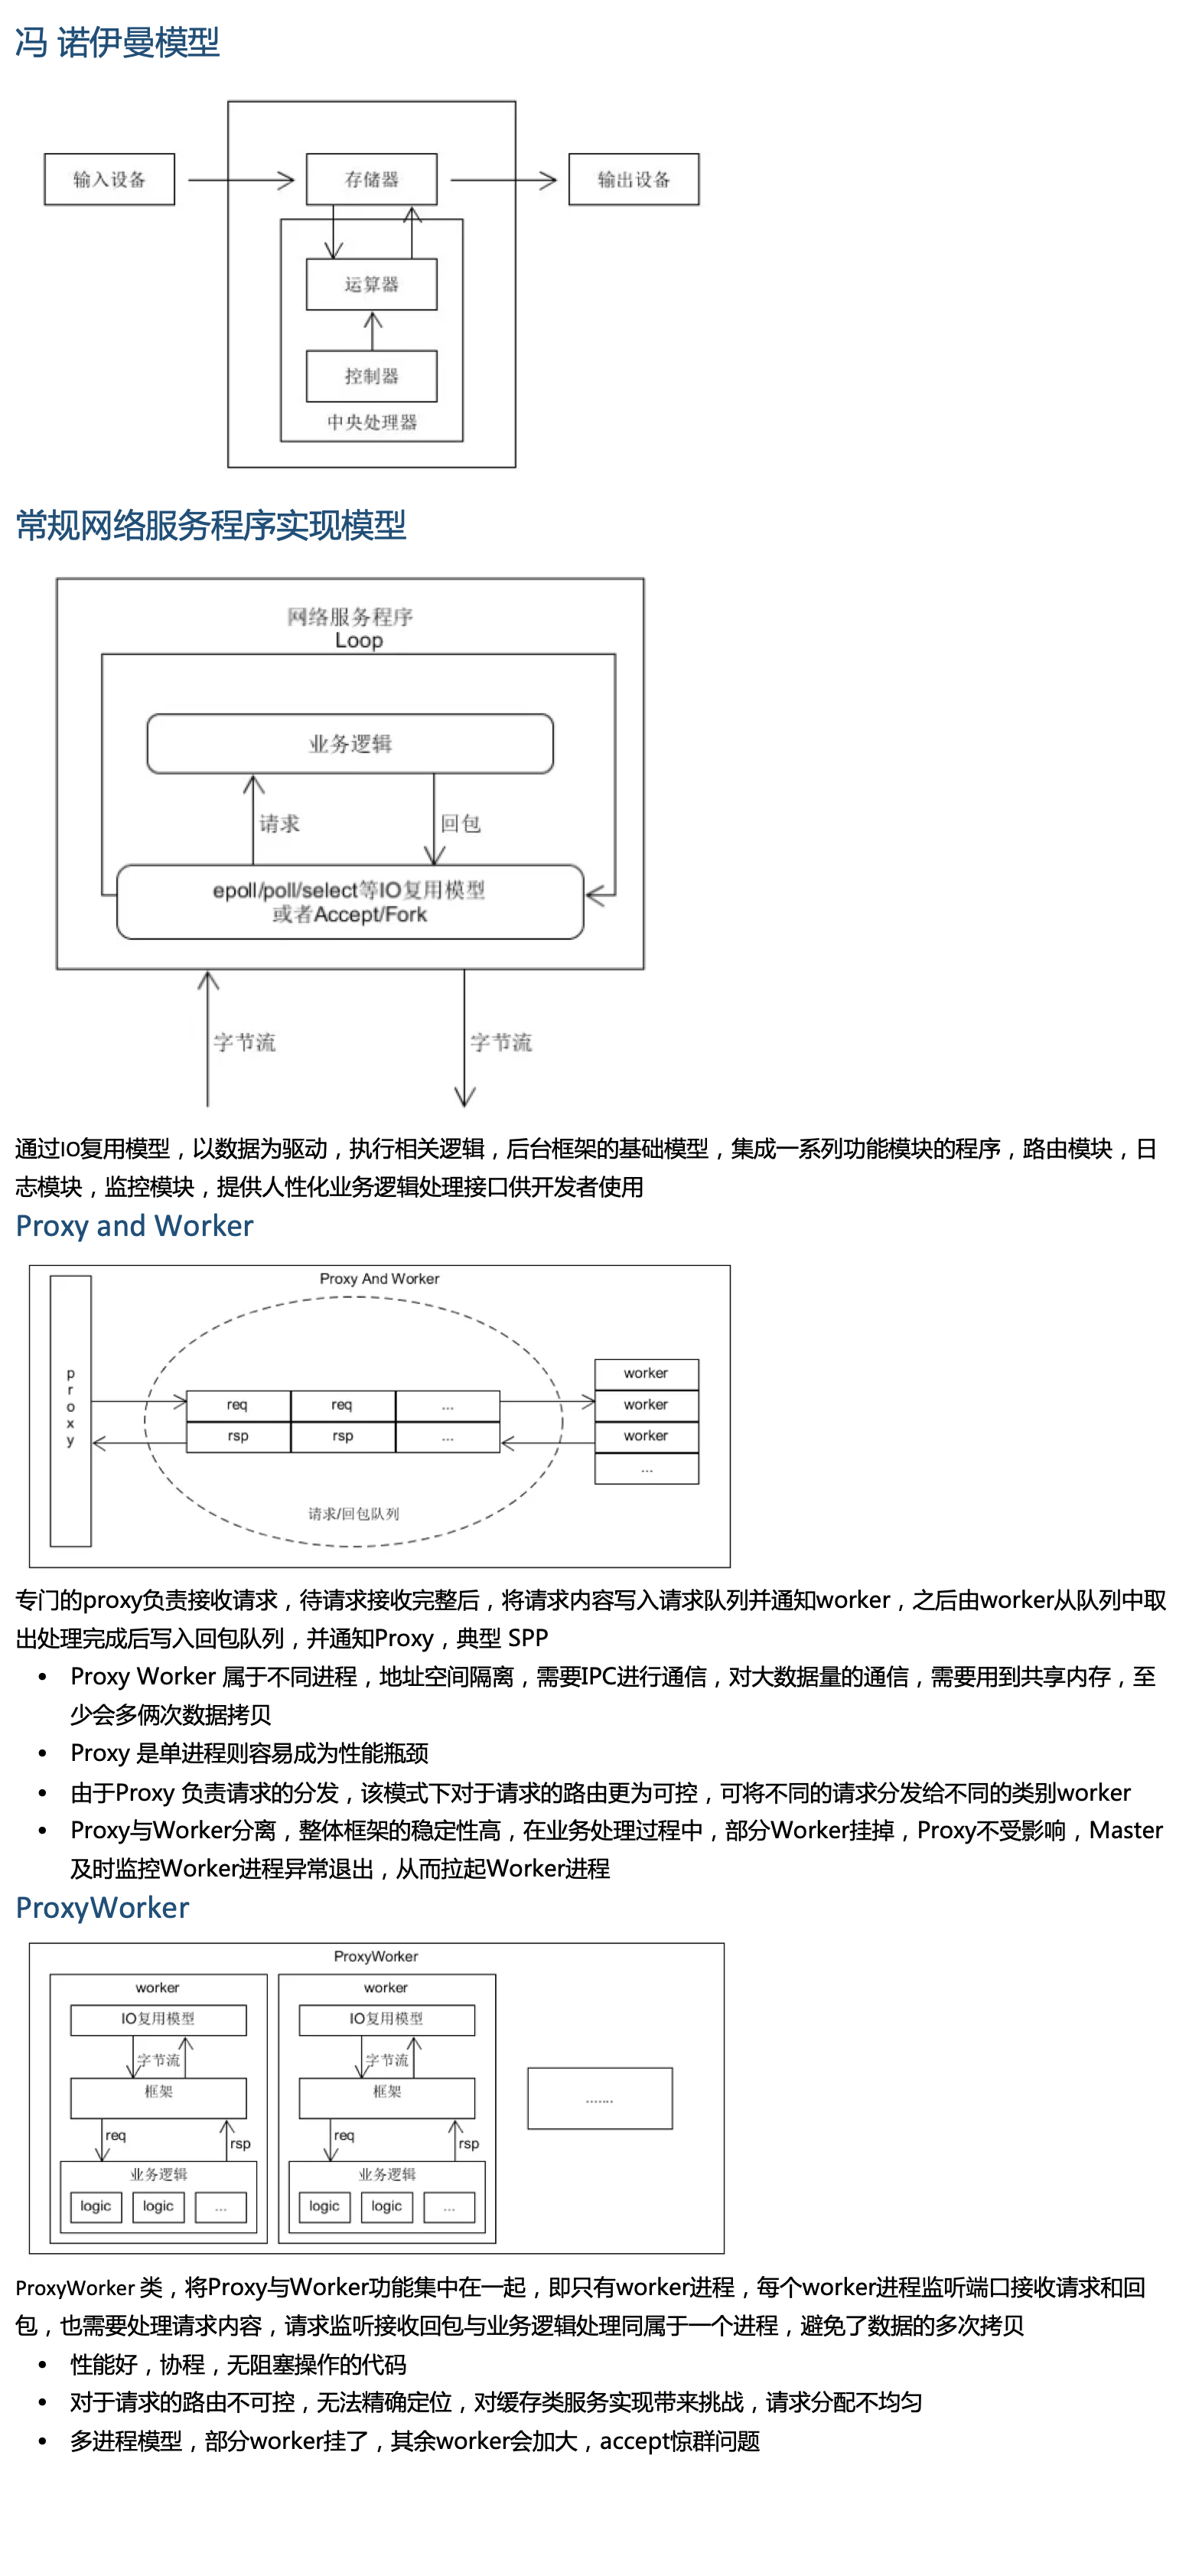 冯 诺伊曼模型
输入设备
存储器
输出设备
运算器
控制器
中央处理器
常规网络服务程序实现模型
网络服务程序
Loop
业务逻辑
请求
回包
epoll/poll/select等IO复用模型
或者Accept/Fork
字节流
字节流
通过IO复用模型，以数据为驱动，执行相关逻辑，后台框架的基础模型，集成一系列功能模块的程序，路由模块，日
志模块，监控模块，提供人性化业务逻辑处理接口供开发者使用
Proxy and Worker
Proxy And Worker
proxy
req
req
...
rsp
rsp
...
请求/回包队列
worker
worker
worker
...
专门的proxy负责接收请求，待请求接收完整后，将请求内容写入请求队列并通知worker，之后由worker从队列中取
出处理完成后写入回包队列，并通知Proxy，典型 SPP
• Proxy Worker 属于不同进程，地址空间隔离，需要IPC进行通信，对大数据量的通信，需要用到共享内存，至
少会多俩次数据拷贝
• Proxy 是单进程则容易成为性能瓶颈
• 由于Proxy 负责请求的分发，该模式下对于请求的路由更为可控，可将不同的请求分发给不同的类别worker
• Proxy与Worker分离，整体框架的稳定性高，在业务处理过程中，部分Worker挂掉，Proxy不受影响，Master
及时监控Worker进程异常退出，从而拉起Worker进程
ProxyWorker
ProxyWorker
worker
IO复用模型
字节流
框架
req
rsp
业务逻辑
logic
logic
...
worker
IO复用模型
字节流
框架
req
rsp
业务逻辑
logic
logic
...
.......
ProxyWorker 类，将Proxy与Worker功能集中在一起，即只有worker进程，每个worker进程监听端口接收请求和回
包，也需要处理请求内容，请求监听接收回包与业务逻辑处理同属于一个进程，避免了数据的多次拷贝
• 性能好，协程，无阻塞操作的代码
• 对于请求的路由不可控，无法精确定位，对缓存类服务实现带来挑战，请求分配不均匀
• 多进程模型，部分worker挂了，其余worker会加大，accept惊群问题